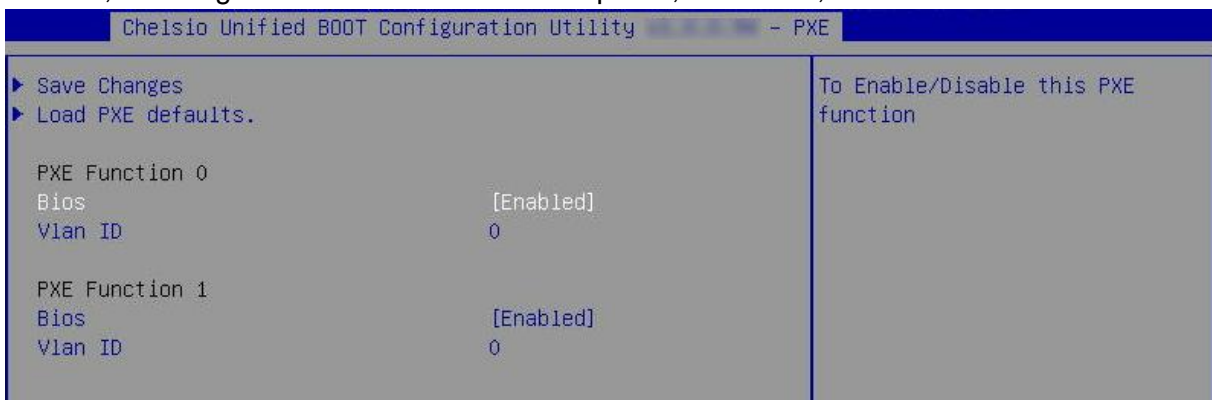 Chelsio Unified BOOT Configuration Utility - PXE
Save Changes
Load PXE defaults.
PXE Function 0
Bios [Enabled]
Vlan ID 0
PXE Function 1
Bios [Enabled]
Vlan ID 0
To Enable/Disable this PXE
function